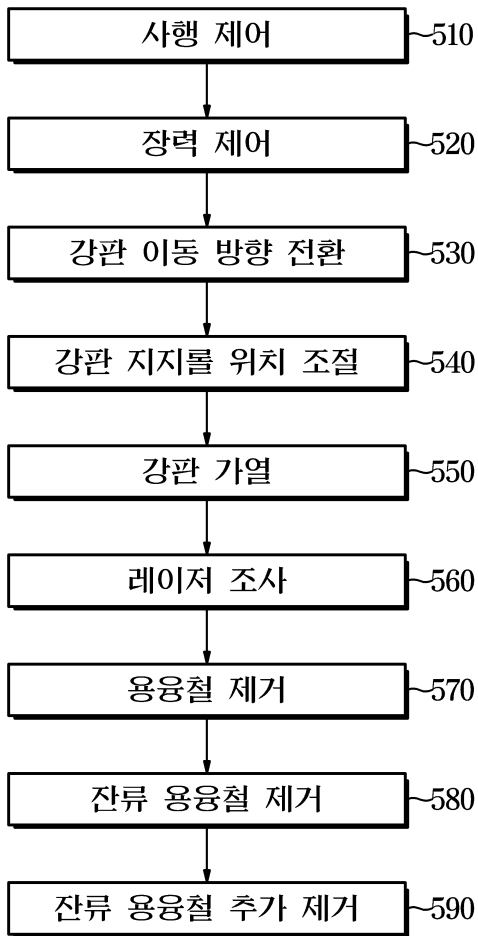 사행 제어 510
장력 제어 520
강판 이동 방향 전환 530
강판 지지롤 위치 조절 540
강판 가열 550
레이저 조사 560
용융철 제거 570
잔류 용융철 제거 580
잔류 용융철 추가 제거 590